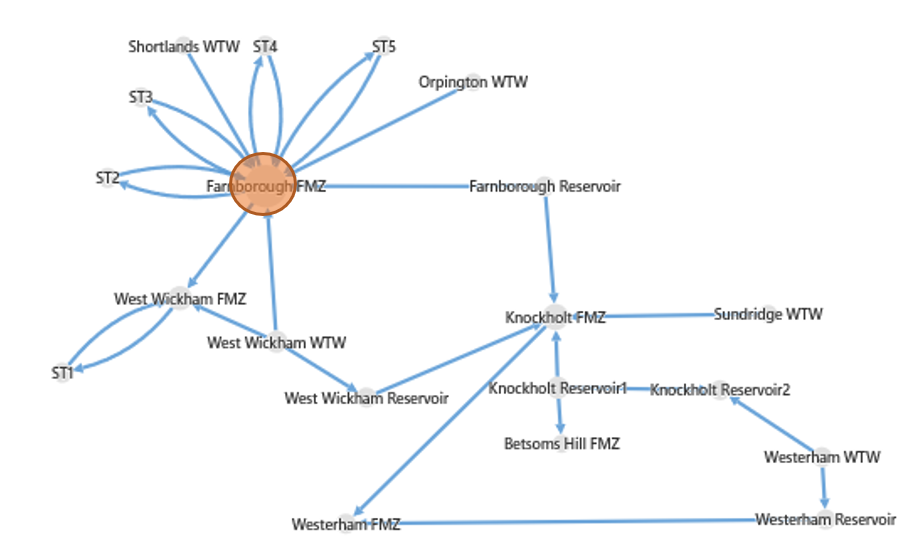 Shortlands WTW
ST4
ST5
Orpington WTW
ST3
ST2
Farnborough FMZ
Farnborough Reservoir
West Wickham FMZ
Knockholt FMZ
Sundridge WTW
West Wickham WTW
ST1
West Wickham Reservoir
Knockholt Reservoir1
Knockholt Reservoir2
Betsoms Hill FMZ
Westerham WTW
Westerham FMZ
Westerham Reservoir